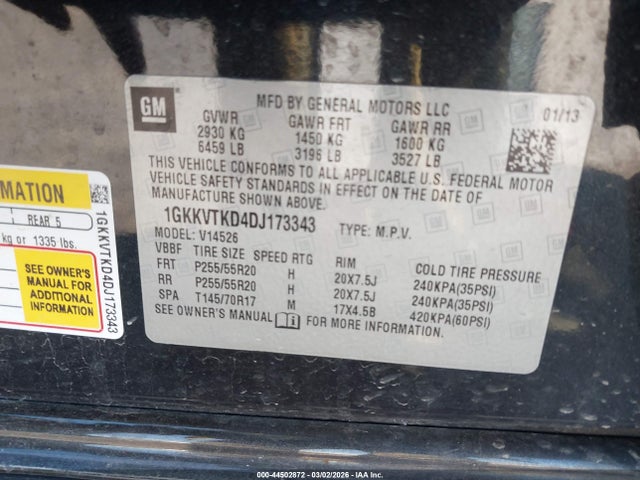 GM
MFD BY GENERAL MOTORS LLC
01/13
GVWR GAWR FRT GAWR RR
2930 KG 1450 KG 1600 KG
6459 LB 3196 LB 3527 LB
THIS VEHICLE CONFORMS TO ALL APPLICABLE U.S. FEDERAL MOTOR
VEHICLE SAFETY STANDARDS IN EFFECT ON THE DATE OF
MANUFACTURE SHOWN ABOVE.
1GKKVTKD4DJ173343 TYPE: M.P.V.
MODEL: V14526
VBBF TIRE SIZE SPEED RTG RIM COLD TIRE PRESSURE
FRT P255/55R20 H 20X7.5J 240KPA(35PSI)
RR P255/55R20 H 20X7.5J 240KPA(35PSI)
SPA T145/70R17 M 17X4.5B 420KPA(60PSI)
SEE OWNER'S MANUAL FOR MORE INFORMATION.
REAR 5
kg or 1335 lbs.
SEE OWNER'S
MANUAL FOR
ADDITIONAL
INFORMATION
1GKKVTKD4DJ173343
000-44502872 - 03/02/2026 - IAA Inc.